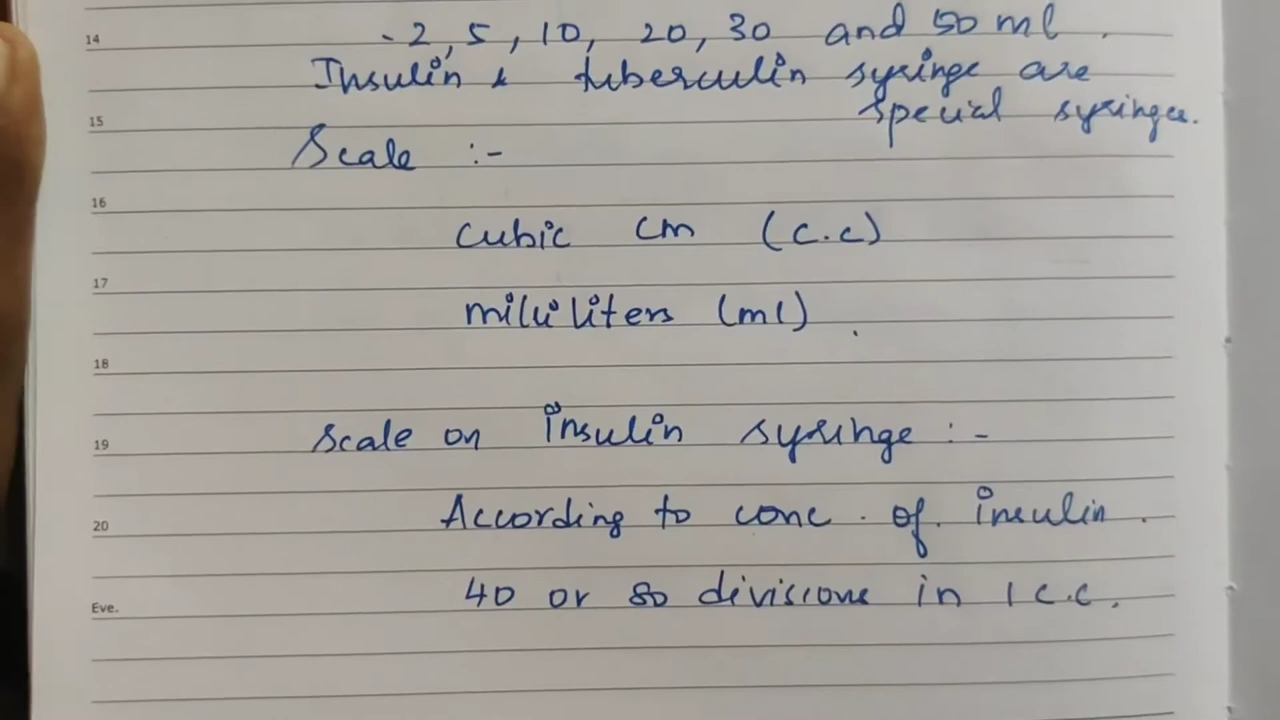 14
- 2, 5, 10, 20, 30 and 50 ml.
Insulin & tuberculin syringe are
special syringes.
15
Scale :-
16
cubic cm (c.c)
17
mililiters (ml).
18
Scale on insulin syringe :-
19
According to conc. of insulin.
20
40 or 80 divisions in 1 c.c.
Eve.